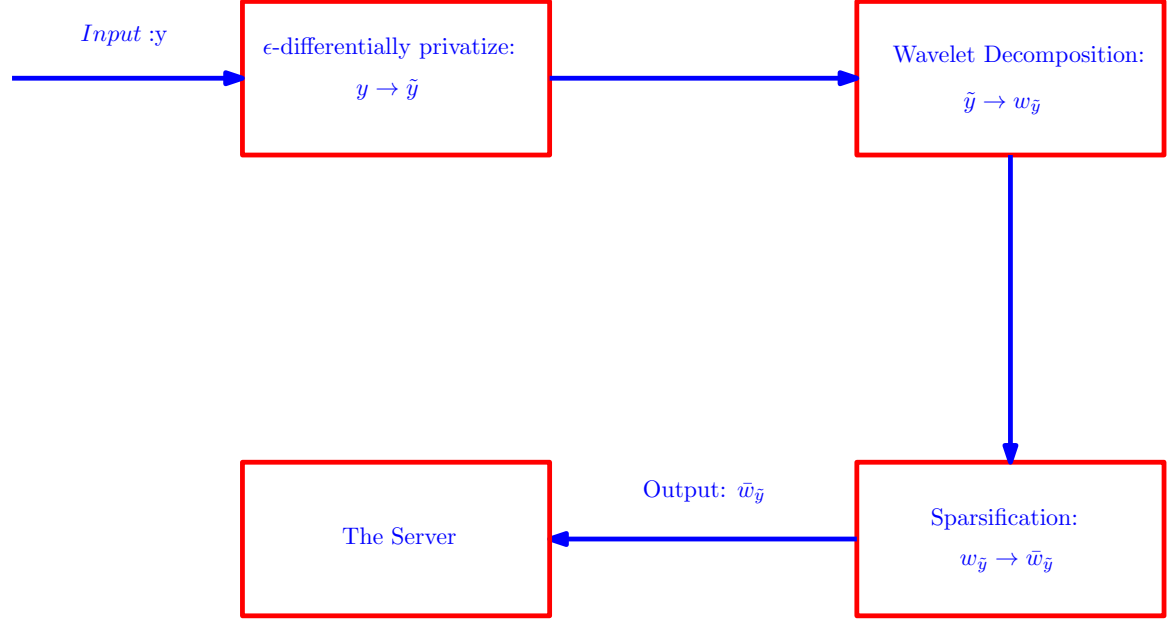 Input :y
ϵ-differentially privatize:
y → ỹ
Wavelet Decomposition:
ỹ → w_ỹ
Output: w̄_ỹ
The Server
Sparsification:
w_ỹ → w̄_ỹ